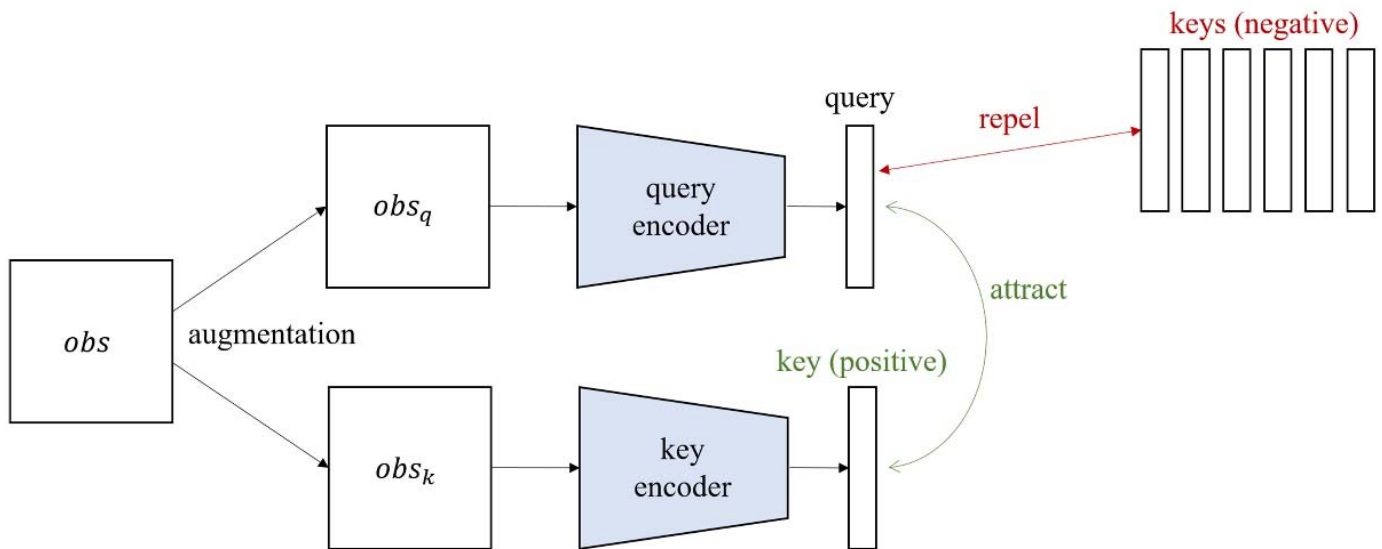 keys (negative)
query
repel
obs_q
query
encoder
attract
obs
augmentation
key (positive)
obs_k
key
encoder